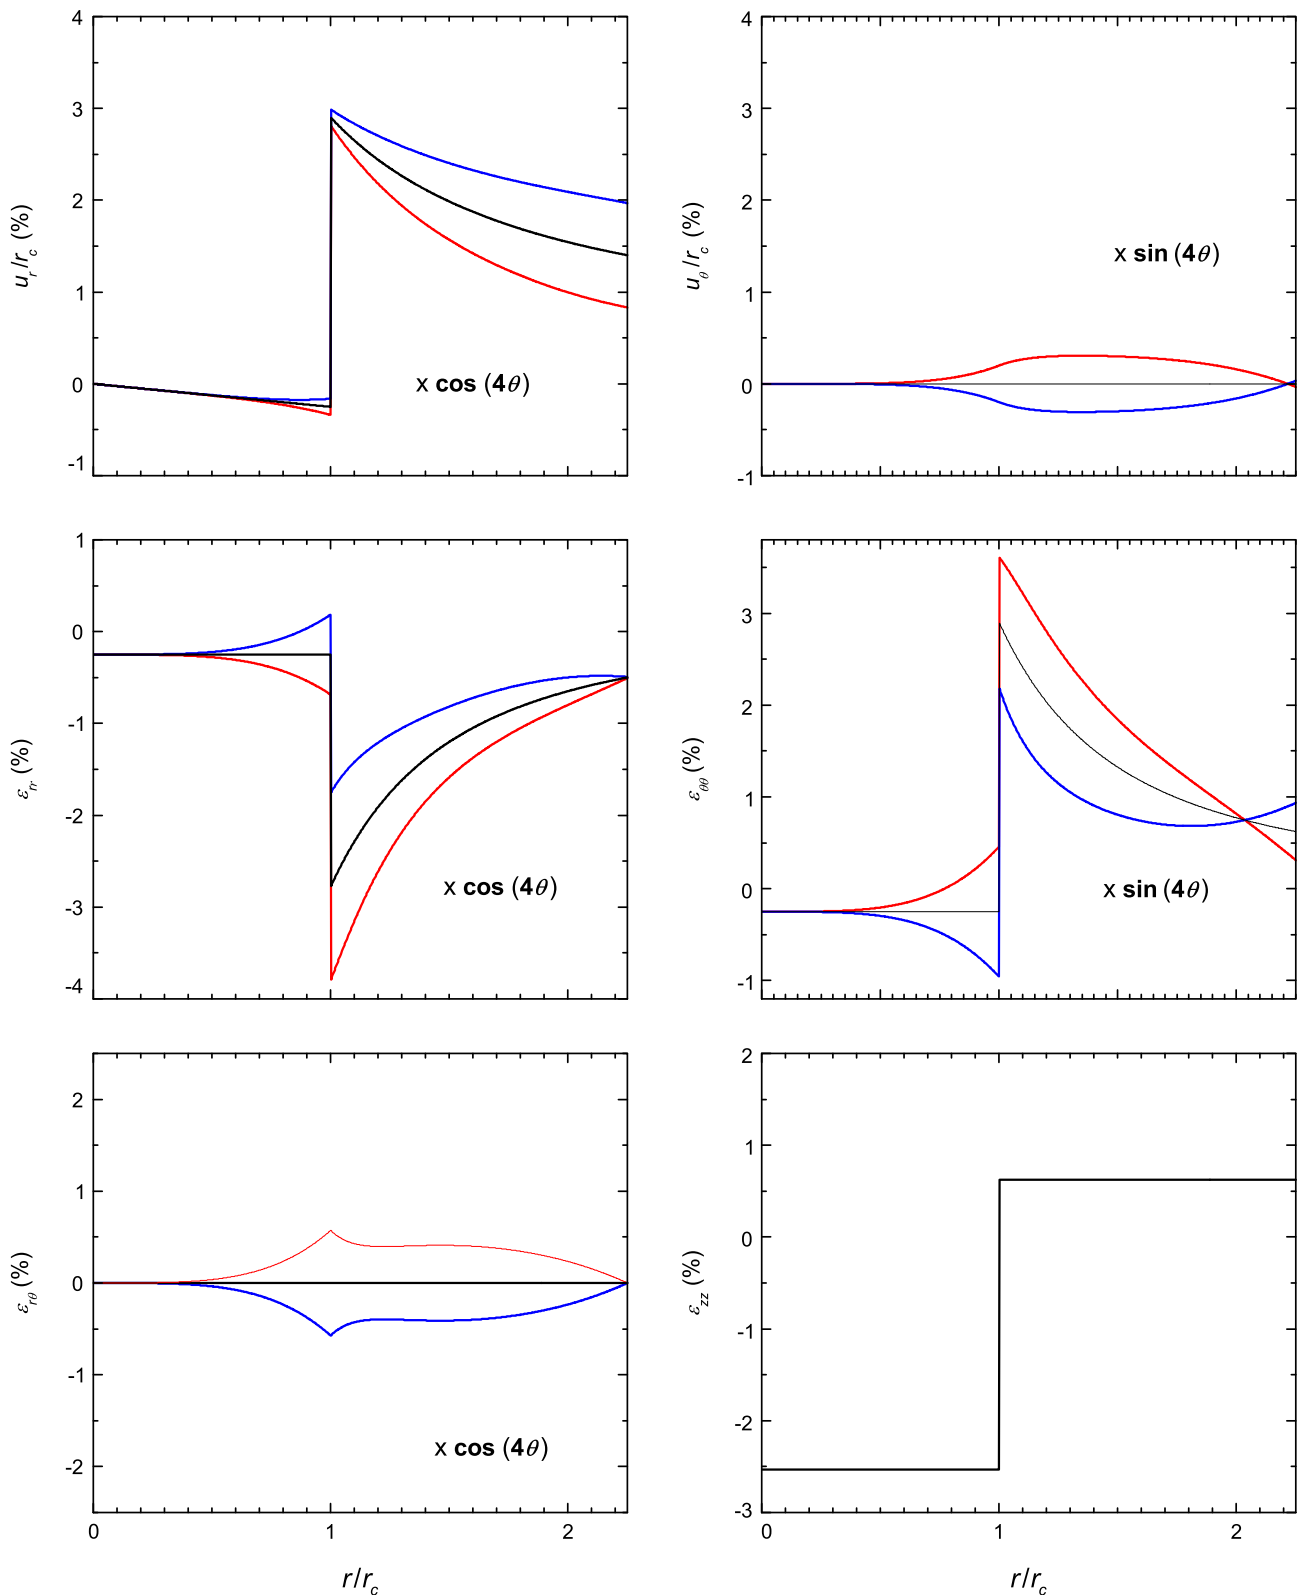 4
3
2
1
0
-1
u_r/r_c (%)
x cos (4θ)
4
3
2
1
0
-1
u_θ/r_c (%)
x sin (4θ)
1
0
-1
-2
-3
-4
ε_rr (%)
x cos (4θ)
3
2
1
0
-1
ε_θθ (%)
x sin (4θ)
2
1
0
-1
-2
ε_rθ (%)
x cos (4θ)
0 1 2
r/r_c
2
1
0
-1
-2
-3
ε_zz (%)
0 1 2
r/r_c